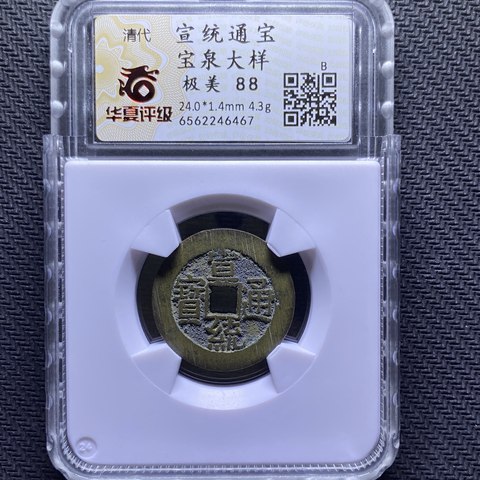 清代
华夏评级
宣统通宝
宝泉大样
极美 88
24.0*1.4mm 4.3g
6562246467
B
宣統通寶